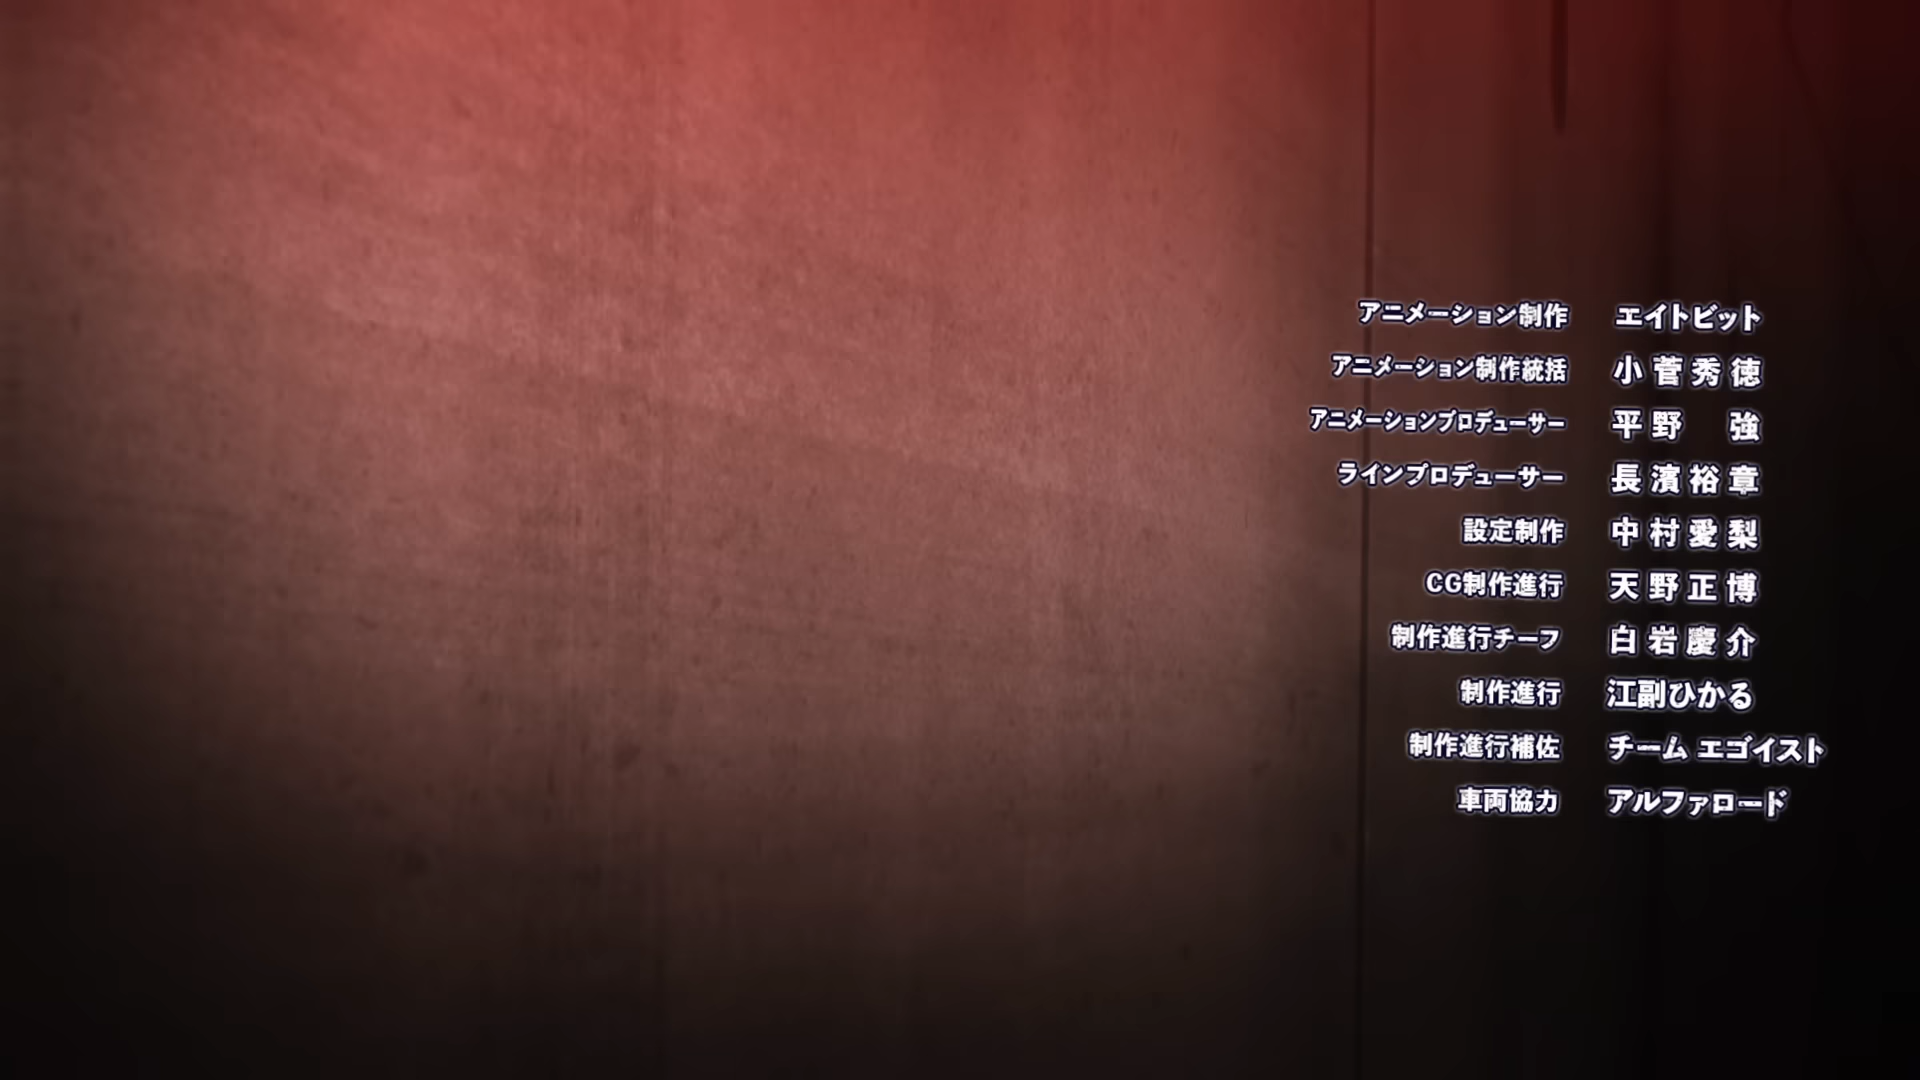 アニメーション制作 エイトビット
アニメーション制作統括 小菅秀徳
アニメーションプロデューサー 平野 強
ラインプロデューサー 長濱裕章
設定制作 中村愛梨
CG制作進行 天野正博
制作進行チーフ 白岩慶介
制作進行 江副ひかる
制作進行補佐 チーム エゴイスト
車両協力 アルファロード